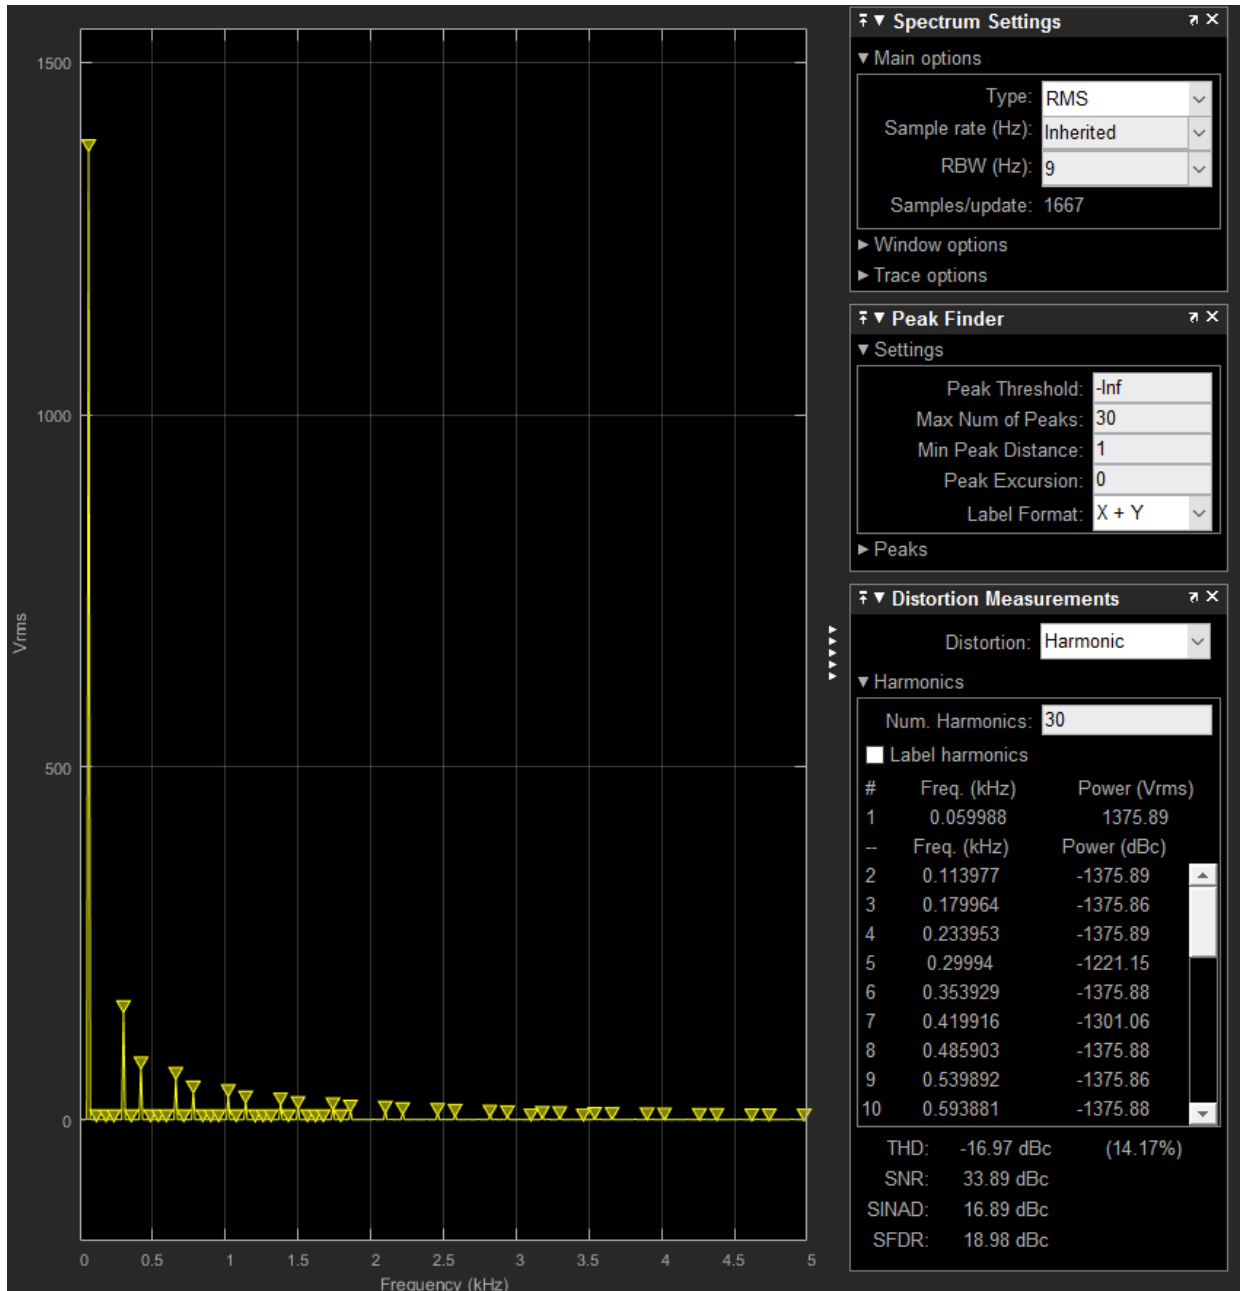 1500
1000
500
0
Vrms
0 0.5 1 1.5 2 2.5 3 3.5 4 4.5 5
Frequency (kHz)
Spectrum Settings
Main options
Type: RMS
Sample rate (Hz): Inherited
RBW (Hz): 9
Samples/update: 1667
Window options
Trace options
Peak Finder
Settings
Peak Threshold: -Inf
Max Num of Peaks: 30
Min Peak Distance: 1
Peak Excursion: 0
Label Format: X + Y
Peaks
Distortion Measurements
Distortion: Harmonic
Harmonics
Num. Harmonics: 30
Label harmonics
# Freq. (kHz) Power (Vrms)
1 0.059988 1375.89
-- Freq. (kHz) Power (dBc)
2 0.113977 -1375.89
3 0.179964 -1375.86
4 0.233953 -1375.89
5 0.29994 -1221.15
6 0.353929 -1375.88
7 0.419916 -1301.06
8 0.485903 -1375.88
9 0.539892 -1375.86
10 0.593881 -1375.88
THD: -16.97 dBc (14.17%)
SNR: 33.89 dBc
SINAD: 16.89 dBc
SFDR: 18.98 dBc